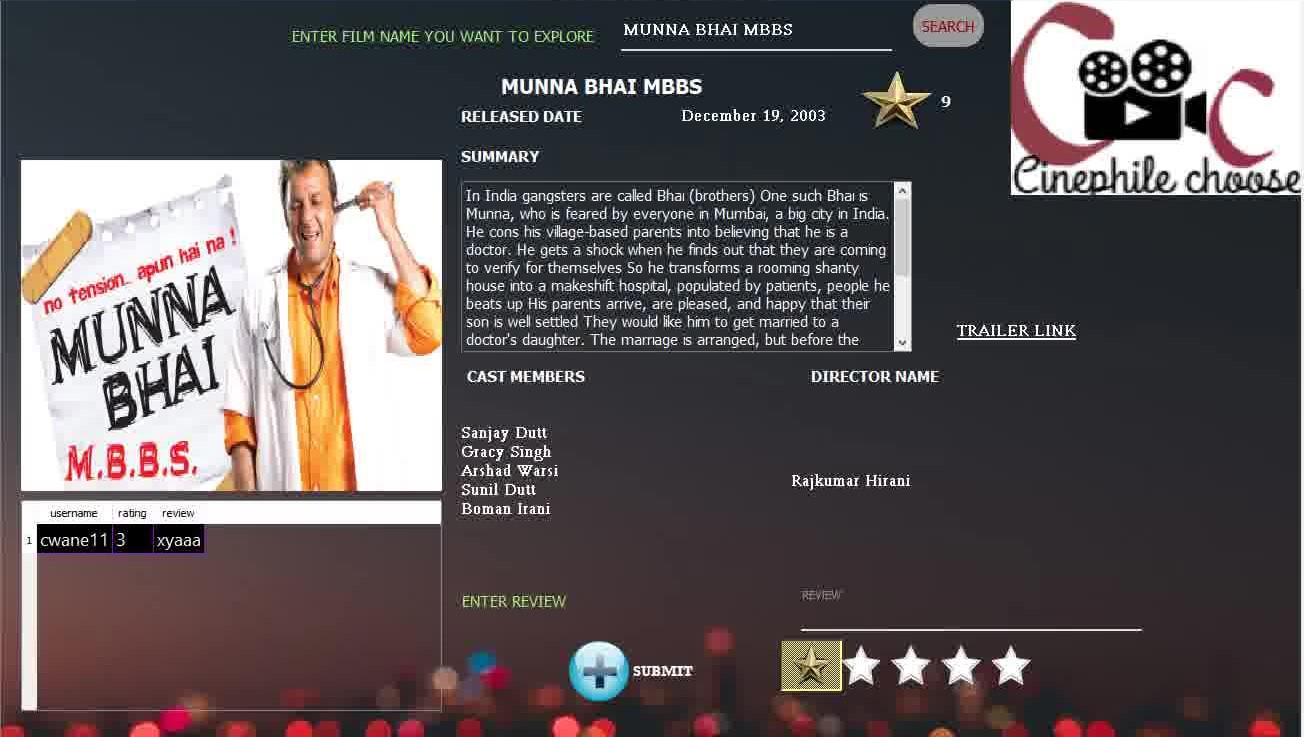 ENTER FILM NAME YOU WANT TO EXPLORE
MUNNA BHAI MBBS
SEARCH
Cinephile choose
MUNNA BHAI MBBS
9
RELEASED DATE
December 19, 2003
SUMMARY
In India gangsters are called Bhai (brothers) One such Bhai is
Munna, who is feared by everyone in Mumbai, a big city in India.
He cons his village-based parents into believing that he is a
doctor. He gets a shock when he finds out that they are coming
to verify for themselves So he transforms a rooming shanty
house into a makeshift hospital, populated by patients, people he
beats up His parents arrive, are pleased, and happy that their
son is well settled They would like him to get married to a
doctor's daughter. The marriage is arranged, but before the
TRAILER LINK
no tension... apun hai na !
MUNNA
BHAI
M.B.B.S.
CAST MEMBERS
Sanjay Dutt
Gracy Singh
Arshad Warsi
Sunil Dutt
Boman Irani
DIRECTOR NAME
Rajkumar Hirani
username rating review
1 cwane11 3 xyaaa
ENTER REVIEW
REVIEW
SUBMIT